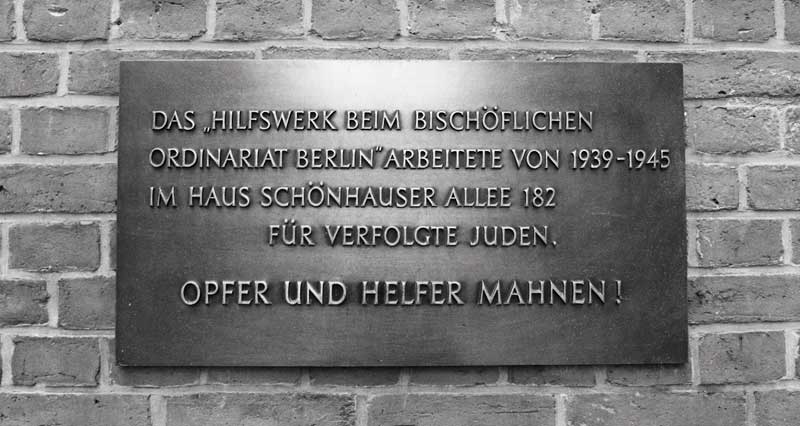 DAS „HILFSWERK BEIM BISCHÖFLICHEN
ORDINARIAT BERLIN" ARBEITETE VON 1939-1945
IM HAUS SCHÖNHAUSER ALLEE 182
FÜR VERFOLGTE JUDEN.
OPFER UND HELFER MAHNEN!